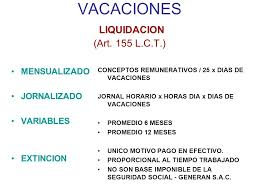 VACACIONES
LIQUIDACION
(Art. 155 L.C.T.)
• MENSUALIZADO
CONCEPTOS REMUNERATIVOS / 25 x DIAS DE
VACACIONES
• JORNALIZADO
JORNAL HORARIO x HORAS DIA x DIAS DE
VACACIONES
• VARIABLES
• PROMEDIO 6 MESES
• PROMEDIO 12 MESES
• EXTINCION
• UNICO MOTIVO PAGO EN EFECTIVO.
• PROPORCIONAL AL TIEMPO TRABAJADO
• NO SON BASE IMPONIBLE DE LA
SEGURIDAD SOCIAL - GENERAN S.A.C.